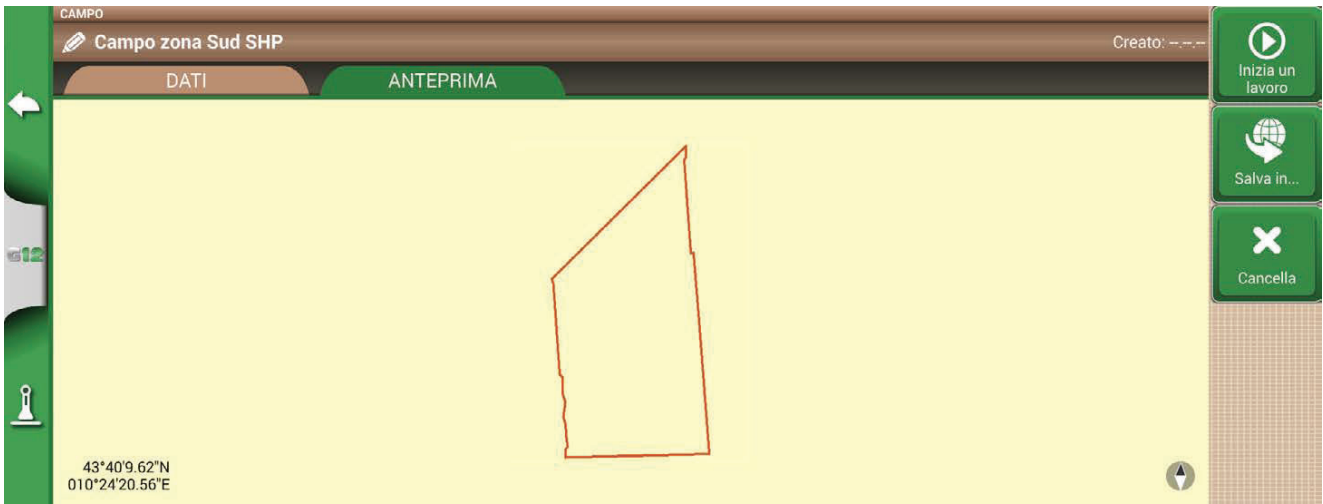 CAMPO
Campo zona Sud SHP
Creato: --.--.--
DATI
ANTEPRIMA
Inizia un
lavoro
Salva in...
Cancella
G12
43°40'9.62"N
010°24'20.56"E